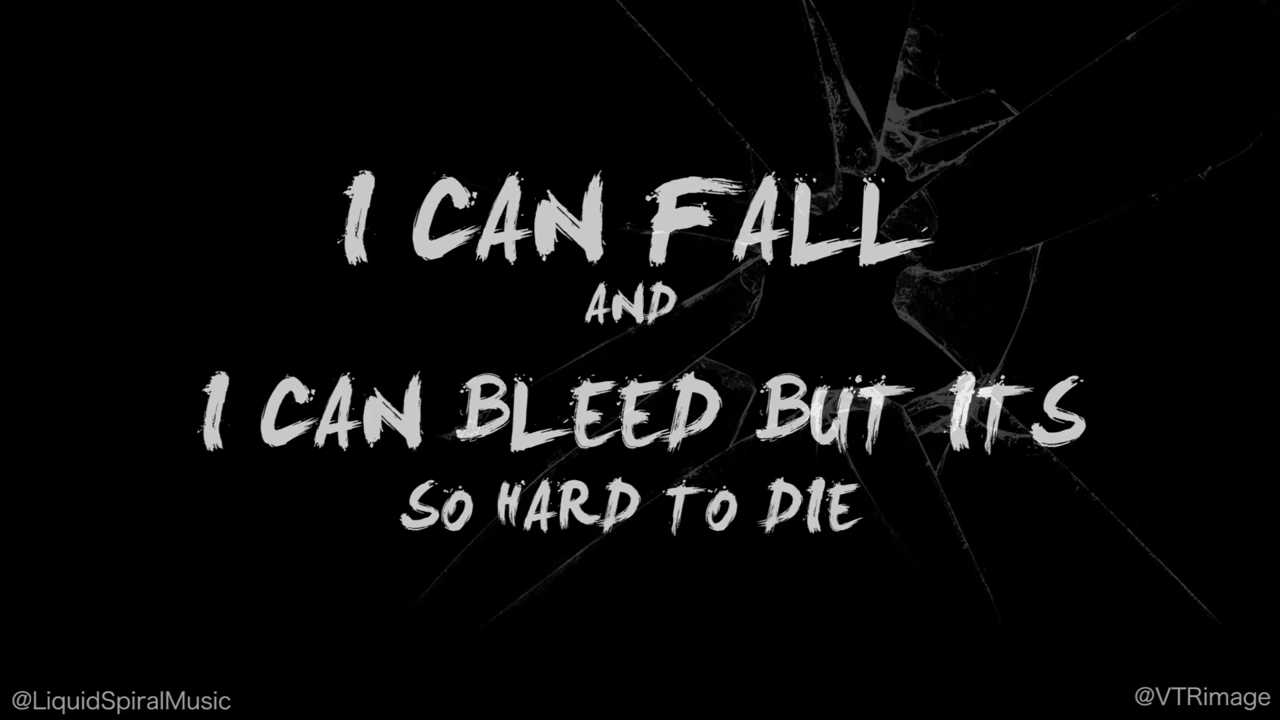 I CAN FALL
AND
I CAN BLEED BUT ITS
SO HARD TO DIE
@LiquidSpiralMusic
@VTRimage